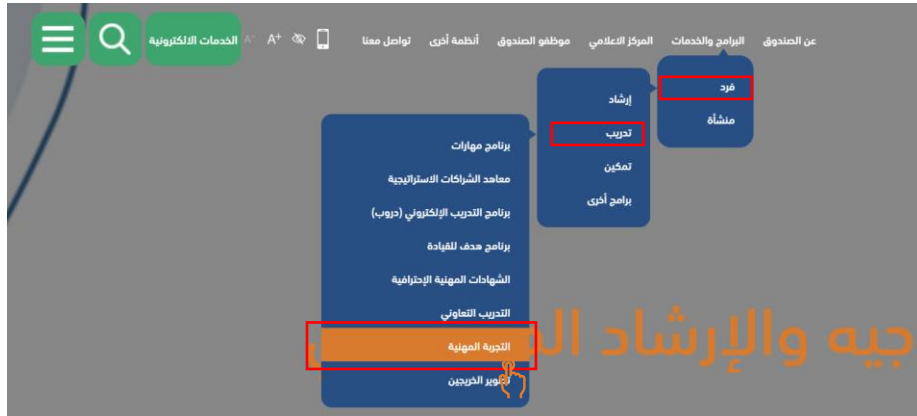 عن الصندوق البرامج والخدمات المركز الاعلامي موظفو الصندوق أنظمة أخرى تواصل معنا A+ A- الخدمات الالكترونية
فرد
منشأة
إرشاد
تدريب
تمكين
برامج أخرى
برنامج مهارات
معاهد الشراكات الاستراتيجية
برنامج التدريب الإلكتروني (دروب)
برنامج هدف للقيادة
الشهادات المهنية الإحترافية
التدريب التعاوني
التجربة المهنية
تطوير الخريجين
والإرشاد